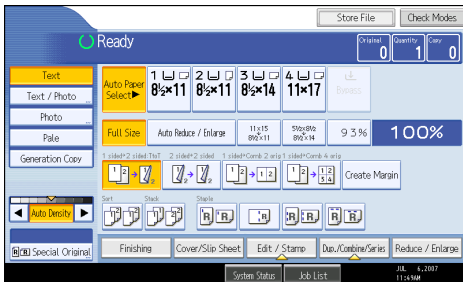 Store File
Check Modes
Ready
Original
0
Quantity
1
Copy
0
Text
Text / Photo
Photo
Pale
Generation Copy
Auto Density
Special Original
Auto Paper
Select▶
1
8½×11
2
8½×11
3
8½×14
4
11×17
Bypass
Full Size
Auto Reduce / Enlarge
11×15
8½×11
5½×8½
8½×14
93%
100%
1 sided→2 sided:TtoT
2 sided→2 sided
1 sided→Comb 2 orig
1 sided→Comb 4 orig
Create Margin
Sort
Stack
Staple
Finishing
Cover/Slip Sheet
Edit / Stamp
Dup./Combine/Series
Reduce / Enlarge
System Status
Job List
JUL 6,2007
11:49AM